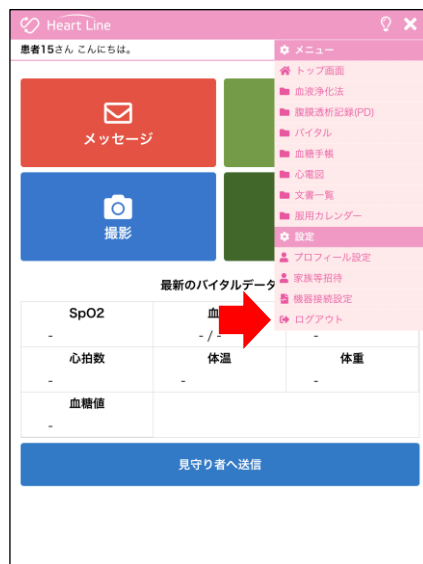 Heart Line
患者15さん こんにちは。
メニュー
トップ画面
血液浄化法
腹膜透析記録(PD)
バイタル
血糖手帳
心電図
文書一覧
服用カレンダー
設定
プロフィール設定
家族等招待
機器接続設定
ログアウト
メッセージ
撮影
最新のバイタルデータ
SpO2
血
-
- / -
-
心拍数
体温
体重
-
-
-
血糖値
-
見守り者へ送信